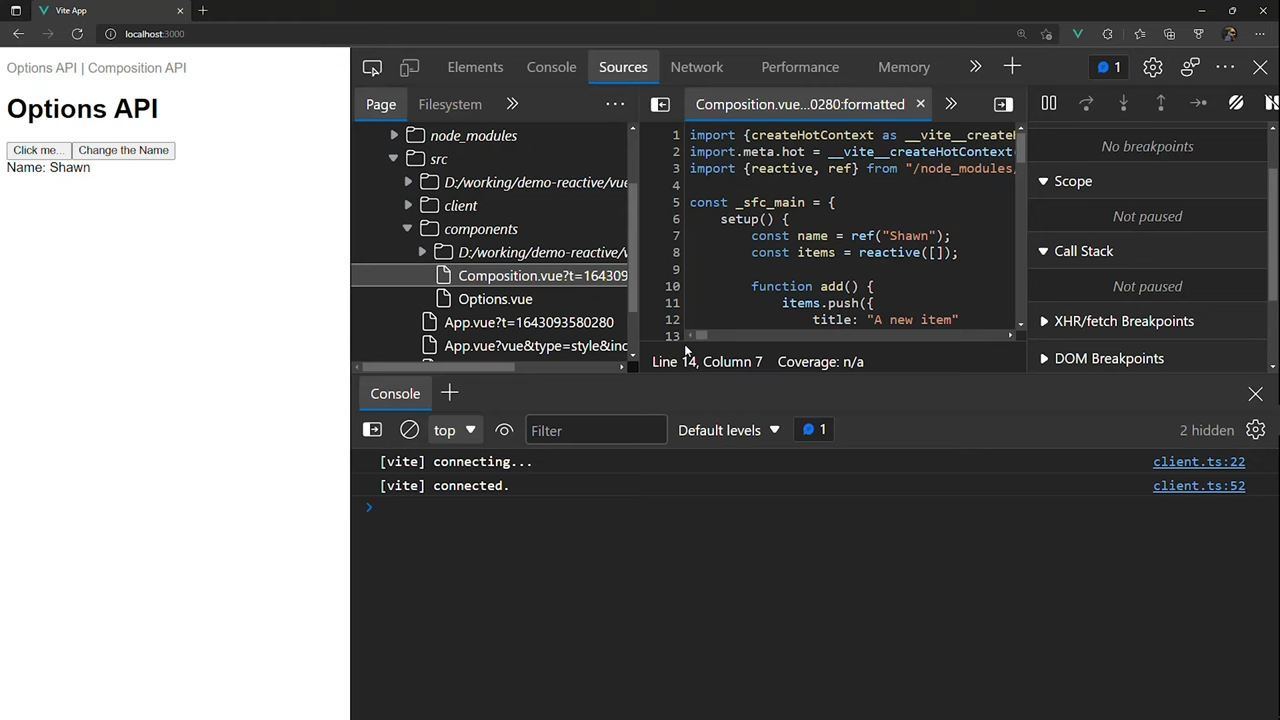 Vite App
localhost:3000
Options API | Composition API
Options API
Click me... Change the Name
Name: Shawn
Elements Console Sources Network Performance Memory
1
Page Filesystem
Composition.vue...0280:formatted
node_modules
src
D:/working/demo-reactive/vue
client
components
D:/working/demo-reactive/v
Composition.vue?t=164309
Options.vue
App.vue?t=1643093580280
App.vue?vue&type=style&inc
1 import {createHotContext as __vite__createH
2 import.meta.hot = __vite__createHotContext
3 import {reactive, ref} from "/node_modules/
4
5 const _sfc_main = {
6 setup() {
7 const name = ref("Shawn");
8 const items = reactive([]);
9
10 function add() {
11 items.push({
12 title: "A new item"
13
Line 14, Column 7 Coverage: n/a
No breakpoints
Scope
Not paused
Call Stack
Not paused
XHR/fetch Breakpoints
DOM Breakpoints
Console
top Filter Default levels 1 2 hidden
[vite] connecting... client.ts:22
[vite] connected. client.ts:52